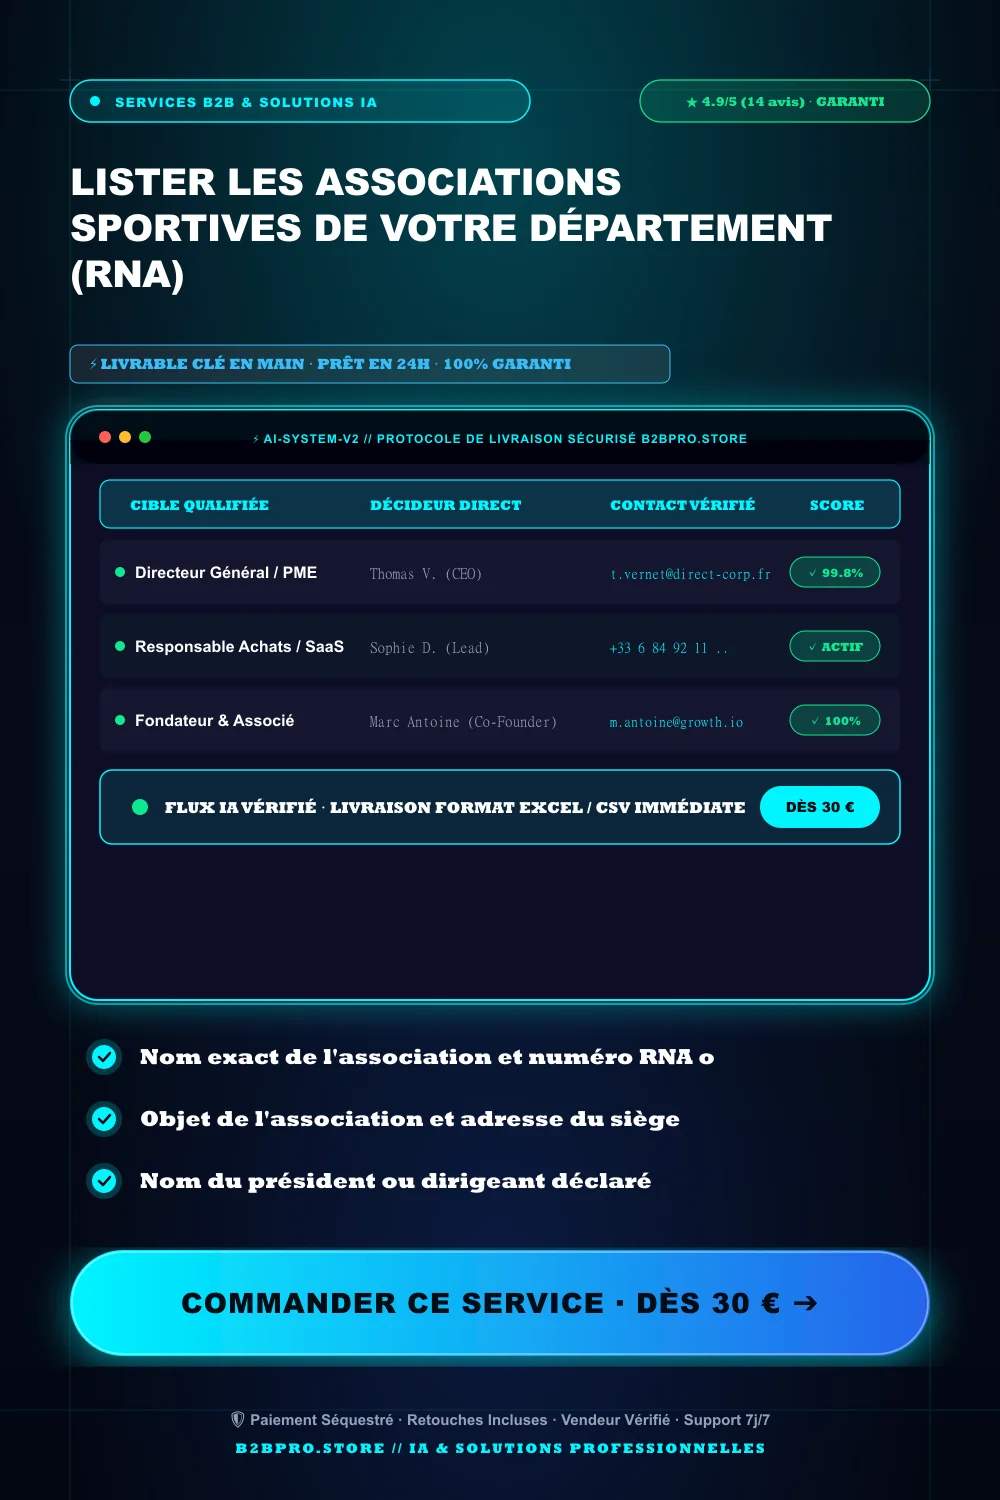 SERVICES B2B & SOLUTIONS IA
★ 4.9/5 (14 avis) · GARANTI
LISTER LES ASSOCIATIONS
SPORTIVES DE VOTRE DÉPARTEMENT
(RNA)
⚡ LIVRABLE CLÉ EN MAIN · PRÊT EN 24H · 100% GARANTI
⚡ AI-SYSTEM-V2 // PROTOCOLE DE LIVRAISON SÉCURISÉ B2BPRO.STORE
CIBLE QUALIFIÉE DÉCIDEUR DIRECT CONTACT VÉRIFIÉ SCORE
Directeur Général / PME Thomas V. (CEO) t.vernet@direct-corp.fr ✓ 99.8%
Responsable Achats / SaaS Sophie D. (Lead) +33 6 84 92 11 .. ✓ ACTIF
Fondateur & Associé Marc Antoine (Co-Founder) m.antoine@growth.io ✓ 100%
FLUX IA VÉRIFIÉ · LIVRAISON FORMAT EXCEL / CSV IMMÉDIATE DÈS 30 €
Nom exact de l'association et numéro RNA o
Objet de l'association et adresse du siège
Nom du président ou dirigeant déclaré
COMMANDER CE SERVICE · DÈS 30 € →
🛡 Paiement Séquestré · Retouches Incluses · Vendeur Vérifié · Support 7j/7
B2BPRO.STORE // IA & SOLUTIONS PROFESSIONNELLES